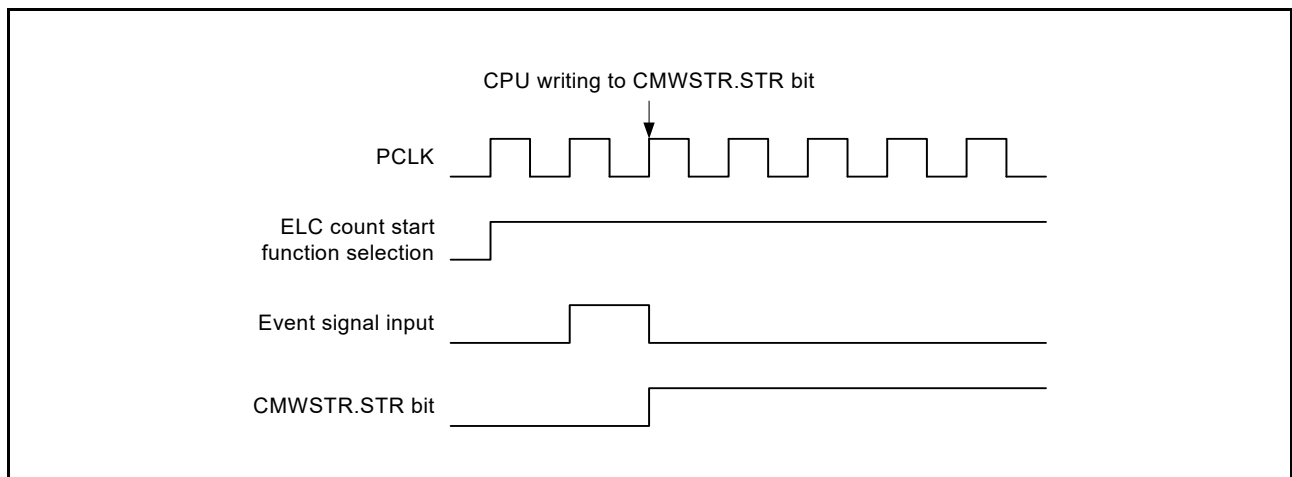 CPU writing to CMWSTR.STR bit
PCLK
ELC count start
function selection
Event signal input
CMWSTR.STR bit